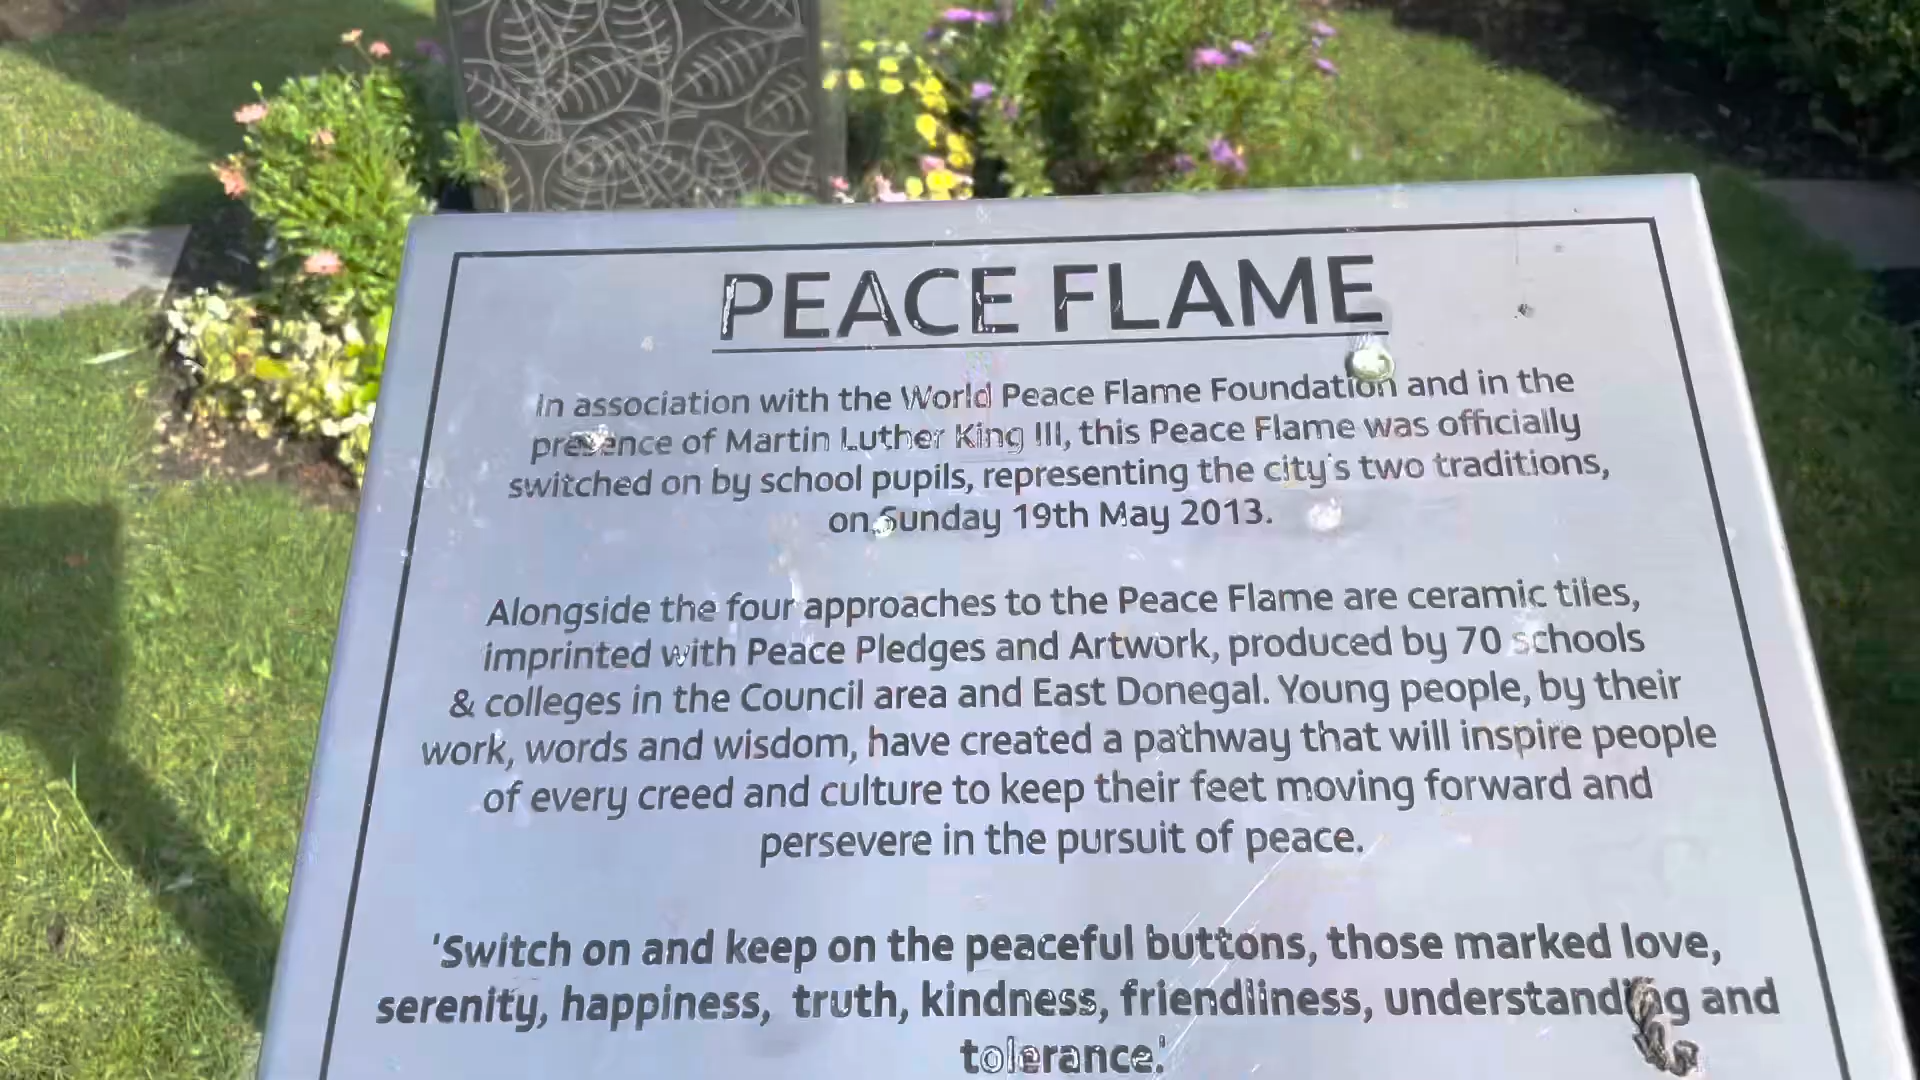 PEACE FLAME
In association with the World Peace Flame Foundation and in the
presence of Martin Luther King III, this Peace Flame was officially
switched on by school pupils, representing the city's two traditions,
on Sunday 19th May 2013.
Alongside the four approaches to the Peace Flame are ceramic tiles,
imprinted with Peace Pledges and Artwork, produced by 70 schools
& colleges in the Council area and East Donegal. Young people, by their
work, words and wisdom, have created a pathway that will inspire people
of every creed and culture to keep their feet moving forward and
persevere in the pursuit of peace.
'Switch on and keep on the peaceful buttons, those marked love,
serenity, happiness, truth, kindness, friendliness, understanding and
tolerance.'